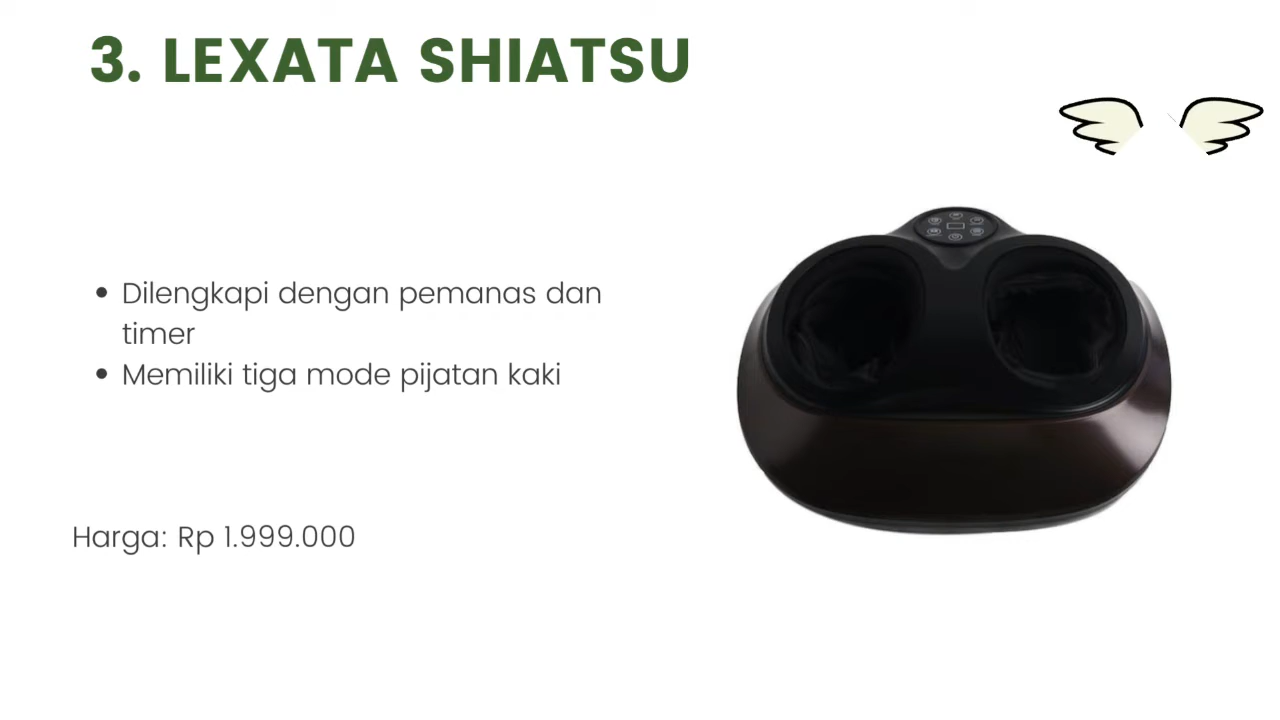 3. LEXATA SHIATSU
• Dilengkapi dengan pemanas dan
timer
• Memiliki tiga mode pijatan kaki
Harga: Rp 1.999.000